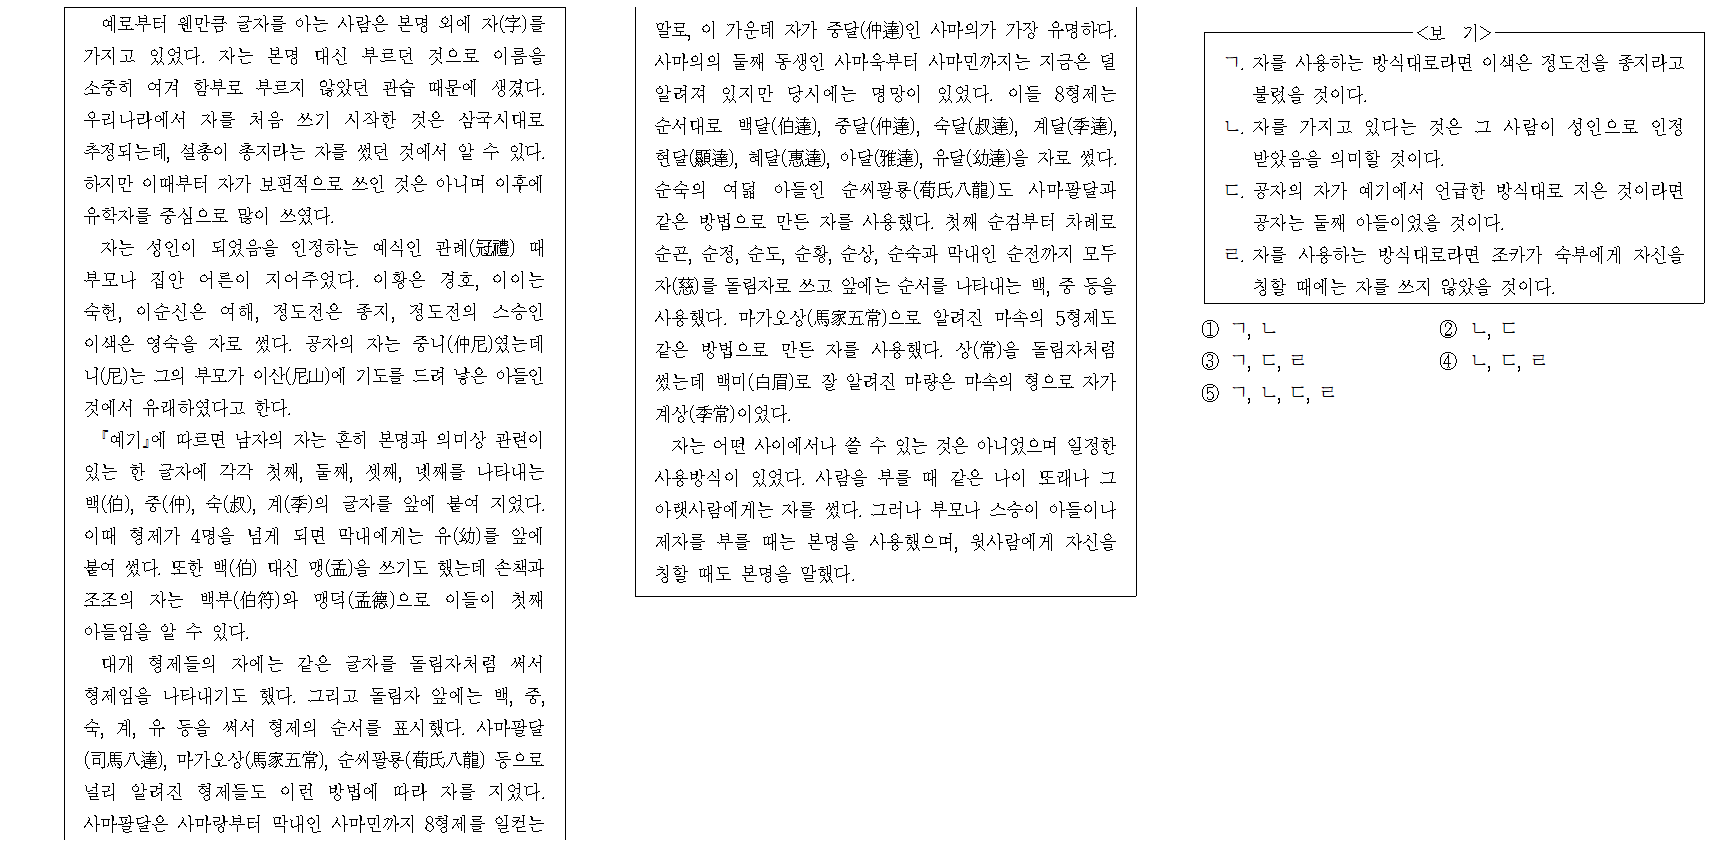 예로부터 웬만큼 글자를 아는 사람은 본명 외에 자(字)를
가지고 있었다. 자는 본명 대신 부르던 것으로 이름을
소중히 여겨 함부로 부르지 않았던 관습 때문에 생겼다.
우리나라에서 자를 처음 쓰기 시작한 것은 삼국시대로
추정되는데, 설총이 총지라는 자를 썼던 것에서 알 수 있다.
하지만 이때부터 자가 보편적으로 쓰인 것은 아니며 이후에
유학자를 중심으로 많이 쓰였다.
자는 성인이 되었음을 인정하는 예식인 관례(冠禮) 때
부모나 집안 어른이 지어주었다. 이황은 경호, 이이는
숙헌, 이순신은 여해, 정도전은 종지, 정도전의 스승인
이색은 영숙을 자로 썼다. 공자의 자는 중니(仲尼)였는데
니(尼)는 그의 부모가 이산(尼山)에 기도를 드려 낳은 아들인
것에서 유래하였다고 한다.
『예기』에 따르면 남자의 자는 흔히 본명과 의미상 관련이
있는 한 글자에 각각 첫째, 둘째, 셋째, 넷째를 나타내는
백(伯), 중(仲), 숙(叔), 계(季)의 글자를 앞에 붙여 지었다.
이때 형제가 4명을 넘게 되면 막내에게는 유(幼)를 앞에
붙여 썼다. 또한 백(伯) 대신 맹(孟)을 쓰기도 했는데 손책과
조조의 자는 백부(伯符)와 맹덕(孟德)으로 이들이 첫째
아들임을 알 수 있다.
대개 형제들의 자에는 같은 글자를 돌림자처럼 써서
형제임을 나타내기도 했다. 그리고 돌림자 앞에는 백, 중,
숙, 계, 유 등을 써서 형제의 순서를 표시했다. 사마팔달
(司馬八達), 마가오상(馬家五常), 순씨팔룡(荀氏八龍) 등으로
널리 알려진 형제들도 이런 방법에 따라 자를 지었다.
사마팔달은 사마랑부터 막내인 사마민까지 8형제를 일컫는
말로, 이 가운데 자가 중달(仲達)인 사마의가 가장 유명하다.
사마의의 둘째 동생인 사마욱부터 사마민까지는 지금은 덜
알려져 있지만 당시에는 명망이 있었다. 이들 8형제는
순서대로 백달(伯達), 중달(仲達), 숙달(叔達), 계달(季達),
현달(顯達), 혜달(惠達), 아달(雅達), 유달(幼達)을 자로 썼다.
순숙의 여덟 아들인 순씨팔룡(荀氏八龍)도 사마팔달과
같은 방법으로 만든 자를 사용했다. 첫째 순검부터 차례로
순곤, 순정, 순도, 순황, 순상, 순숙과 막내인 순전까지 모두
자(慈)를 돌림자로 쓰고 앞에는 순서를 나타내는 백, 중 등을
사용했다. 마가오상(馬家五常)으로 알려진 마속의 5형제도
같은 방법으로 만든 자를 사용했다. 상(常)을 돌림자처럼
썼는데 백미(白眉)로 잘 알려진 마량은 마속의 형으로 자가
계상(季常)이었다.
자는 어떤 사이에서나 쓸 수 있는 것은 아니었으며 일정한
사용방식이 있었다. 사람을 부를 때 같은 나이 또래나 그
아랫사람에게는 자를 썼다. 그러나 부모나 스승이 아들이나
제자를 부를 때는 본명을 사용했으며, 윗사람에게 자신을
칭할 때도 본명을 말했다.
<보 기>
ㄱ. 자를 사용하는 방식대로라면 이색은 정도전을 종지라고
불렀을 것이다.
ㄴ. 자를 가지고 있다는 것은 그 사람이 성인으로 인정
받았음을 의미할 것이다.
ㄷ. 공자의 자가 예기에서 언급한 방식대로 지은 것이라면
공자는 둘째 아들이었을 것이다.
ㄹ. 자를 사용하는 방식대로라면 조카가 숙부에게 자신을
칭할 때에는 자를 쓰지 않았을 것이다.
① ㄱ, ㄴ ② ㄴ, ㄷ
③ ㄱ, ㄷ, ㄹ ④ ㄴ, ㄷ, ㄹ
⑤ ㄱ, ㄴ, ㄷ, ㄹ